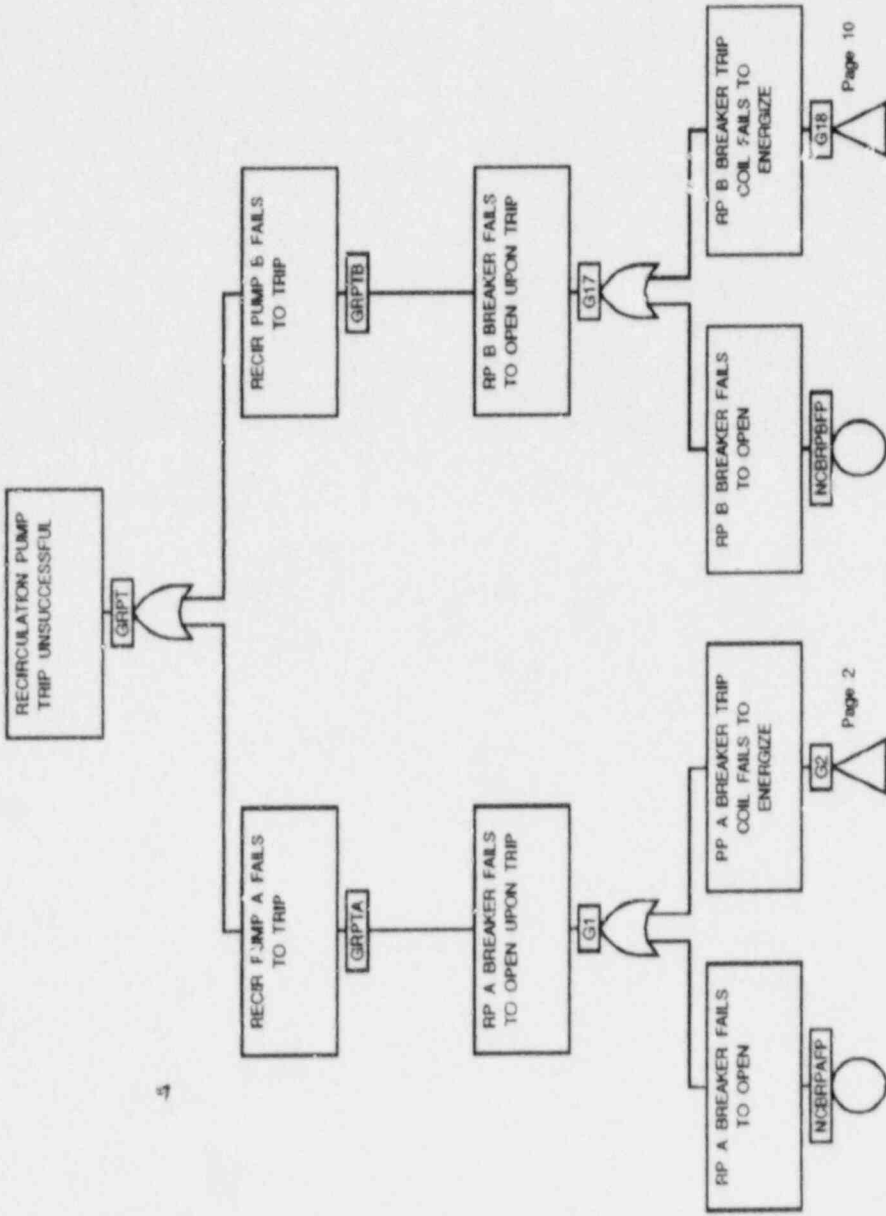 RECIRCULATION PUMP
TRIP UNSUCCESSFUL
GRPT
RECIR PUMP A FAILS
TO TRIP
GRPTA
RECIR PUMP B FAILS
TO TRIP
GRPTB
RP A BREAKER FAILS
TO OPEN UPON TRIP
G1
RP B BREAKER FAILS
TO OPEN UPON TRIP
G17
RP A BREAKER FAILS
TO OPEN
NCBRPAFP
RP A BREAKER TRIP
COIL FAILS TO
ENERGIZE
G2
Page 2
RP B BREAKER FAILS
TO OPEN
NCBRPBFP
RP B BREAKER TRIP
COIL FAILS TO
ENERGIZE
G18
Page 10